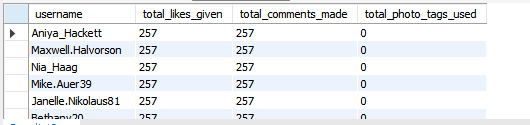 username total_likes_given total_comments_made total_photo_tags_used
Aniya_Hackett 257 257 0
Maxwell.Halvorson 257 257 0
Nia_Haag 257 257 0
Mike.Auer39 257 257 0
Janelle.Nikolaus81 257 257 0
Bethany20 257 257 0